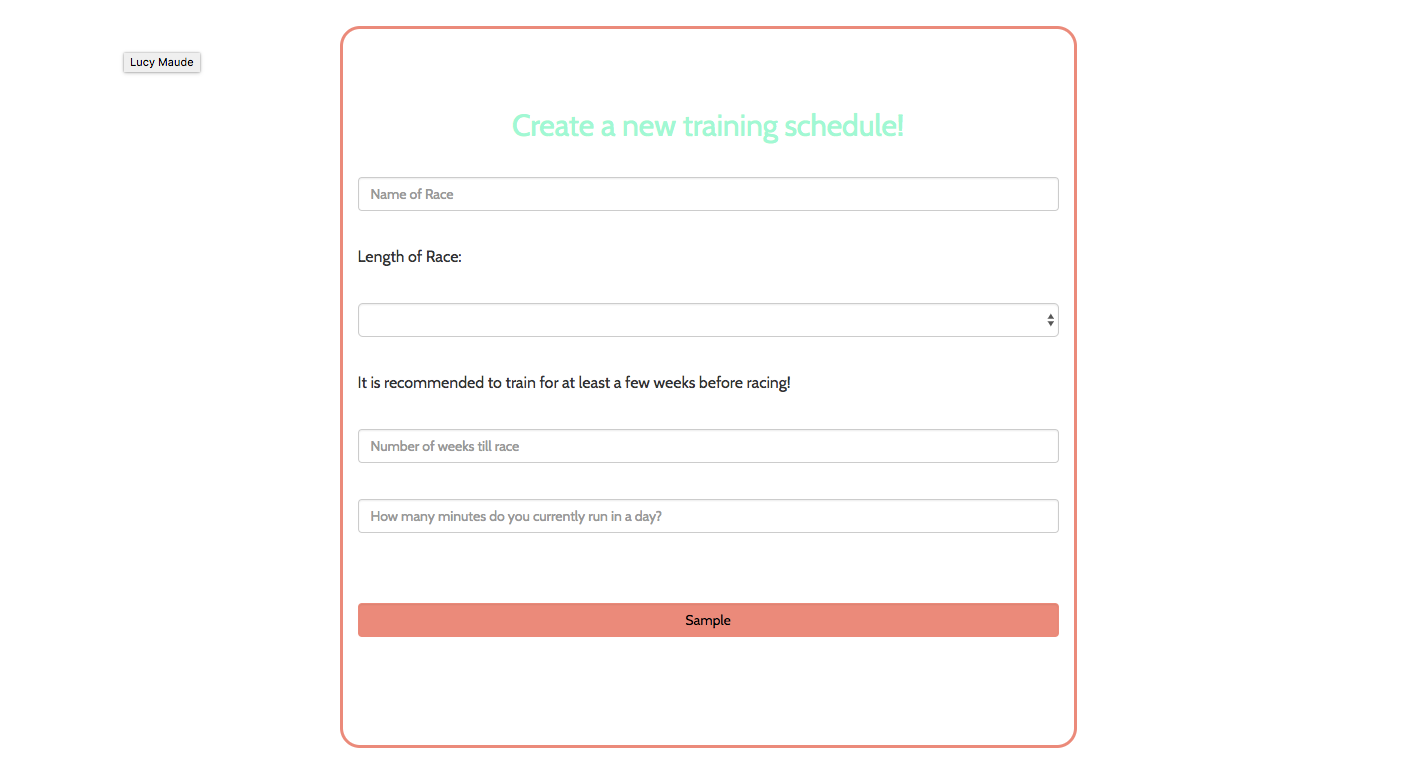 Lucy Maude
Create a new training schedule!
Name of Race
Length of Race:
It is recommended to train for at least a few weeks before racing!
Number of weeks till race
How many minutes do you currently run in a day?
Sample